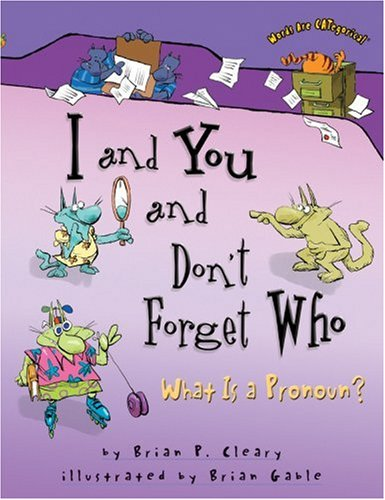 Words Are CATegorical®
I and You
and
Don't
Forget Who
What Is a Pronoun?
by Brian P. Cleary
illustrated by Brian Gable